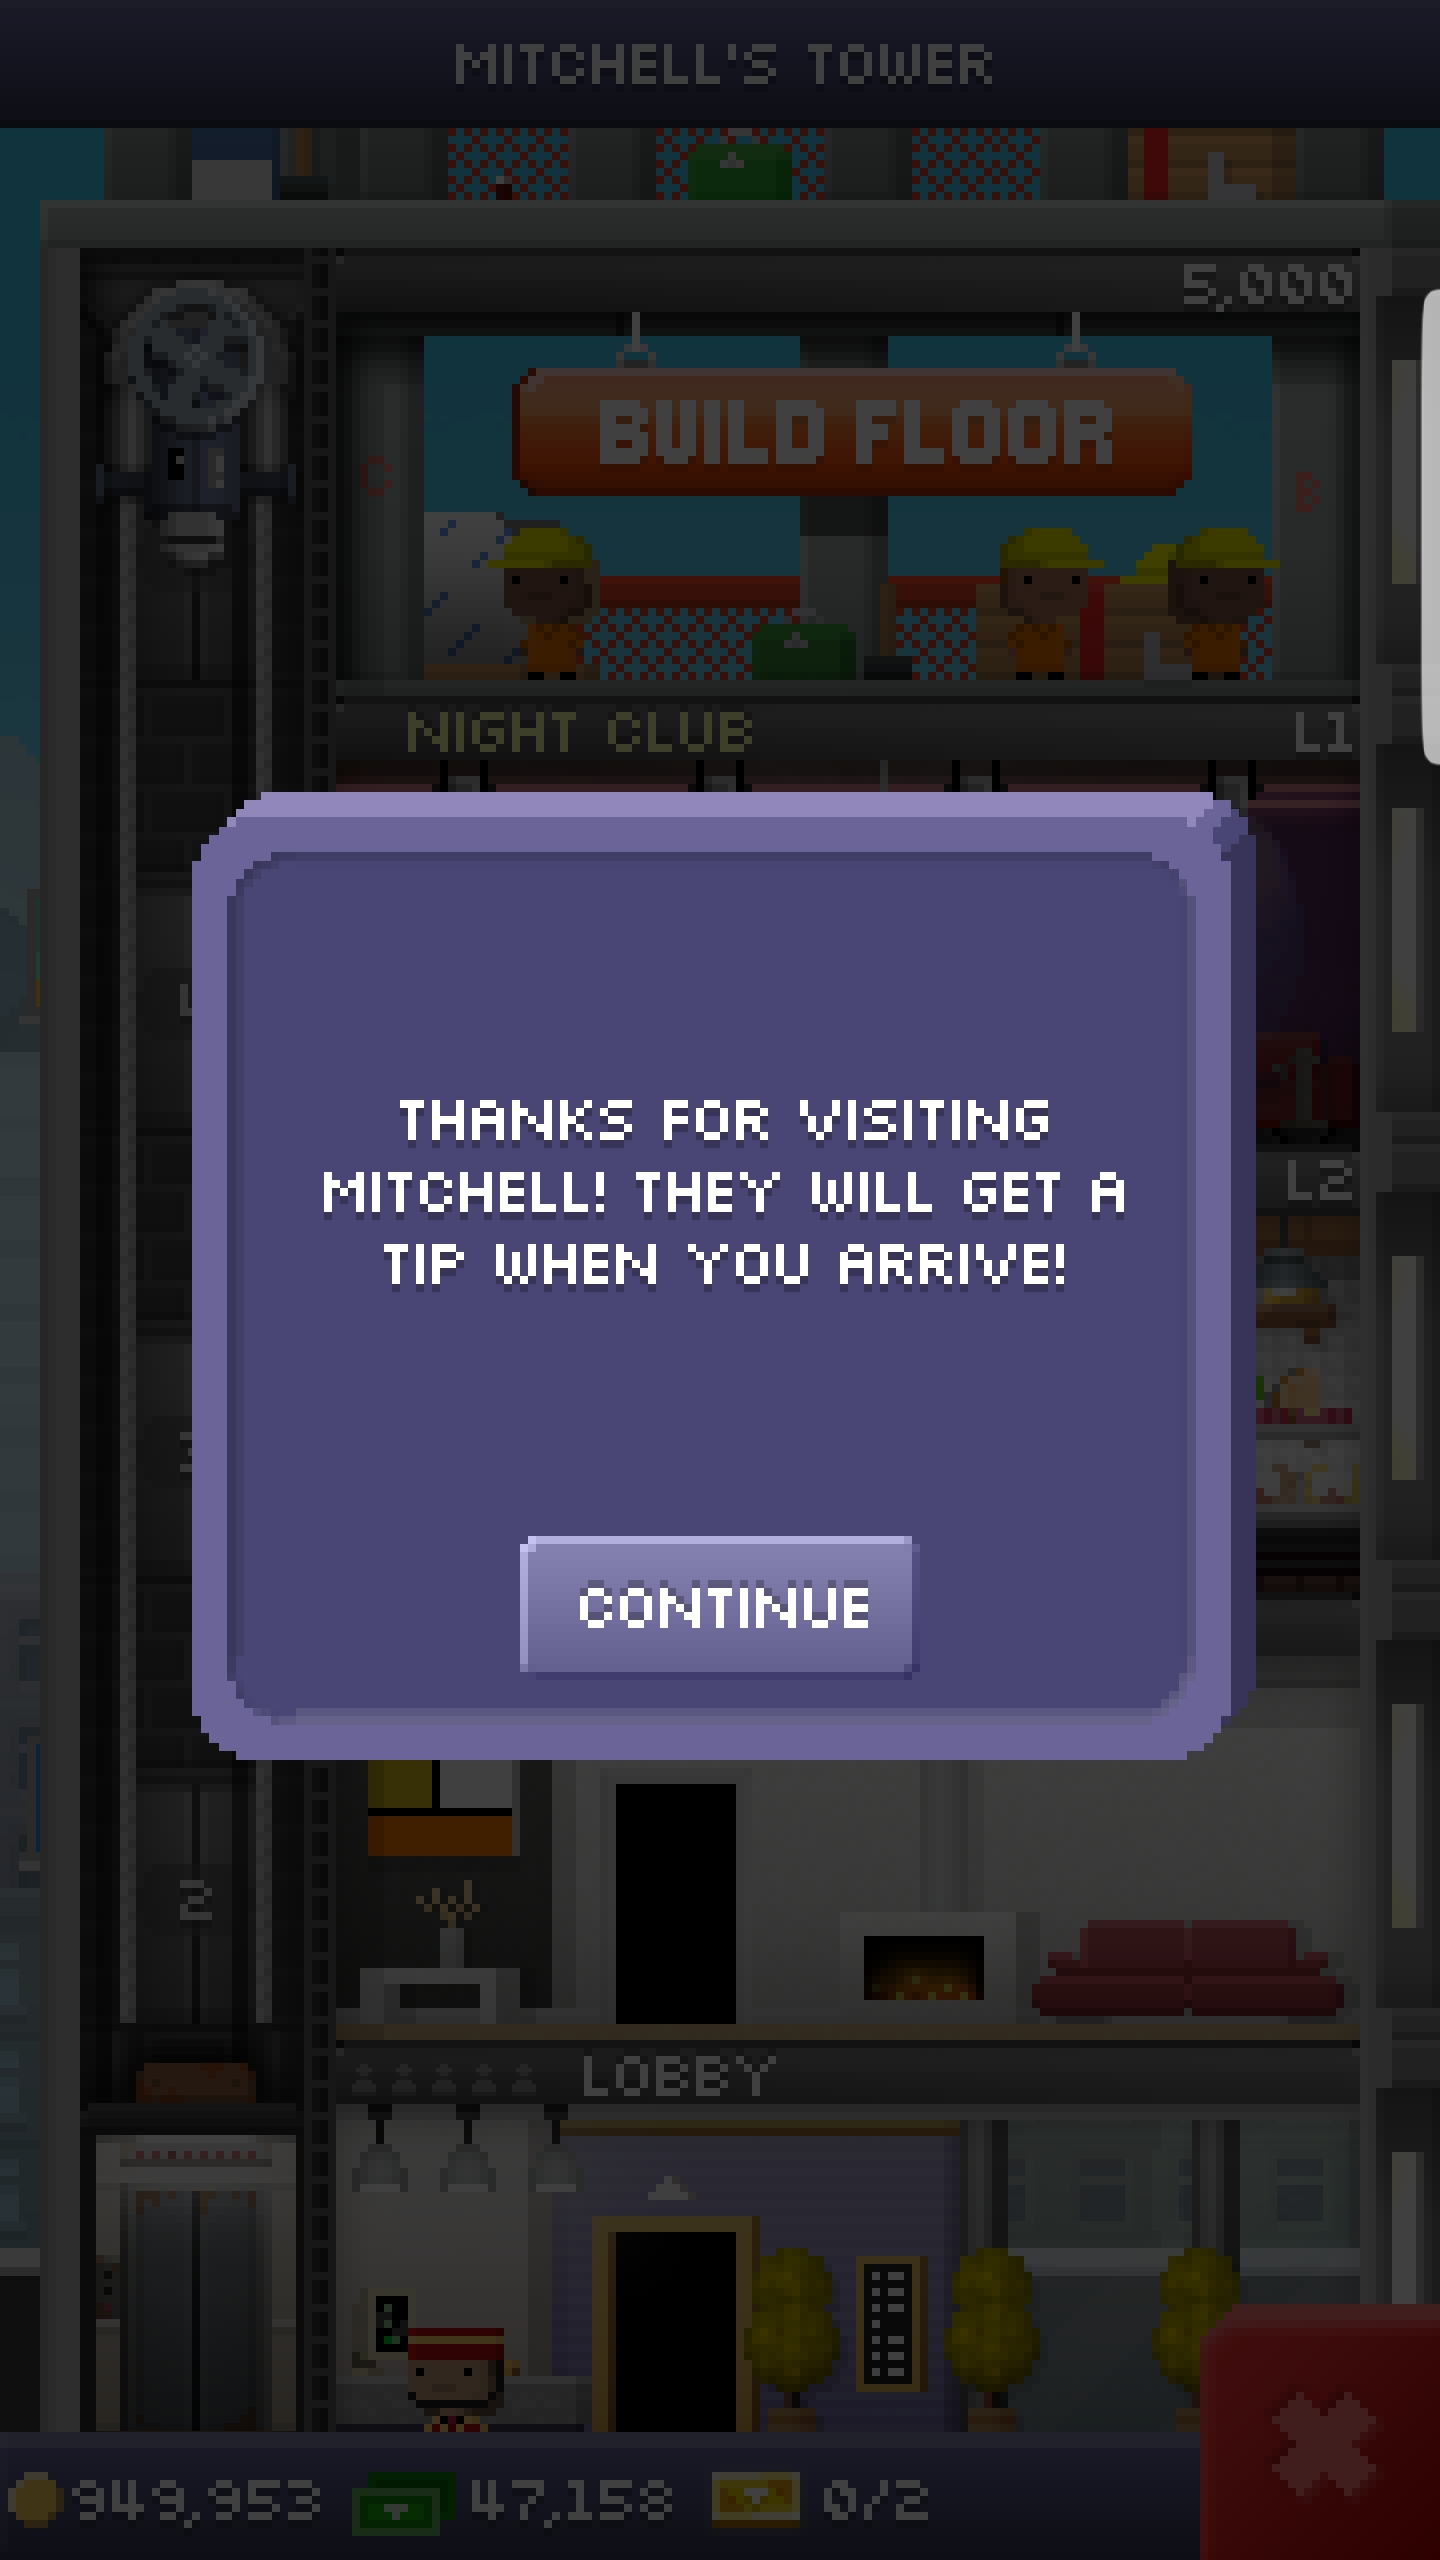 MITCHELL'S TOWER
5,000
BUILD FLOOR
C
B
NIGHT CLUB
L1
THANKS FOR VISITING
MITCHELL! THEY WILL GET A
TIP WHEN YOU ARRIVE!
L2
CONTINUE
2
LOBBY
949,953
47,158
0/2